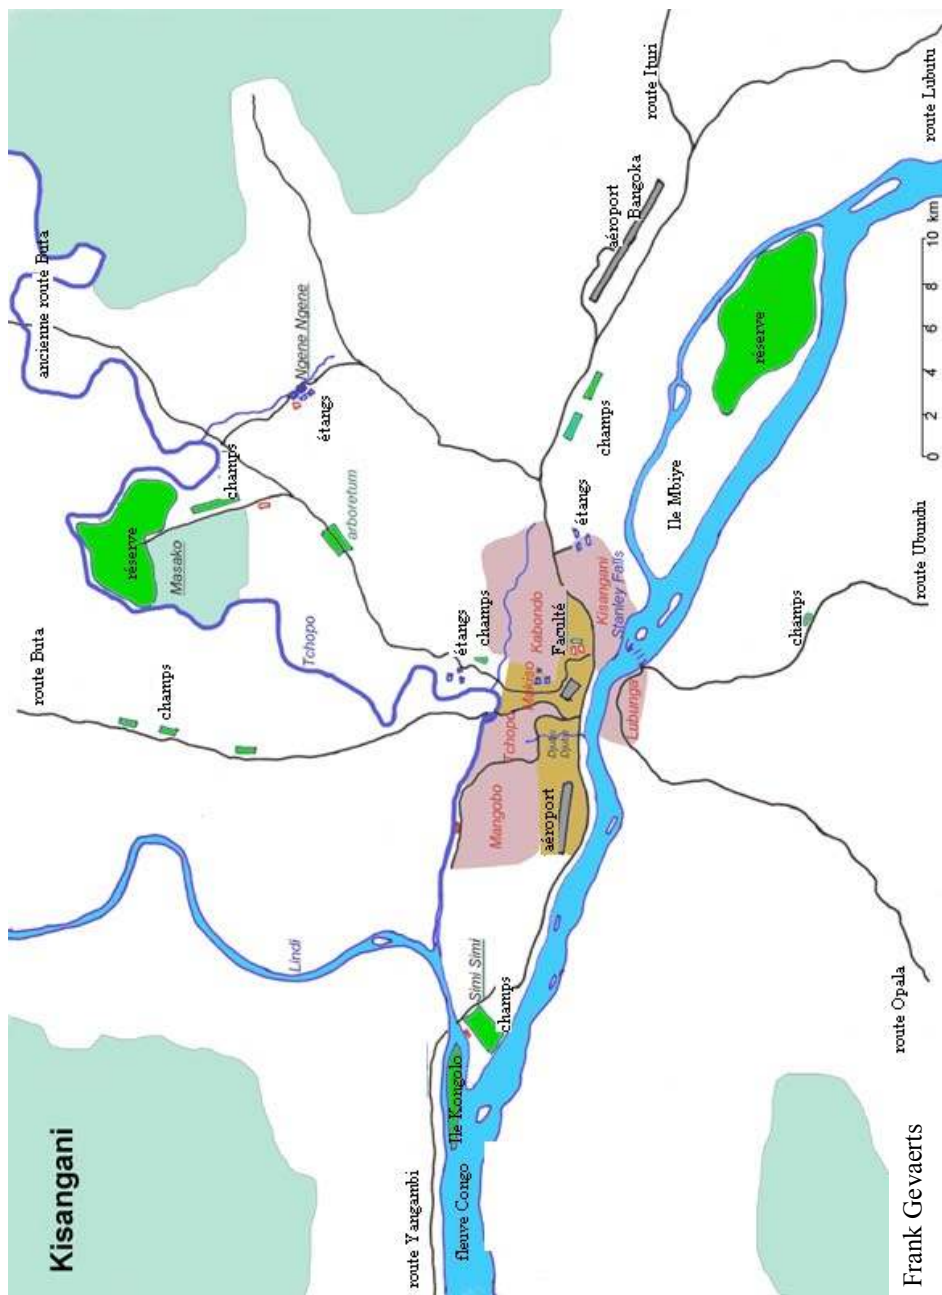 Kisangani
route Buta
ancienne route Buta
réserve
champs
Masako
champs
Lindi
Tchopo
Ngene Ngene
étangs
arboretum
route Yangambi
Ile Kongolo
fleuve Congo
étangs
Simi Simi
champs
champs
Mangobo
Tchopo
Makiso
Kabondo
aéroport
Faculté
étangs
Kisangani
champs
Stanley Falls
aéroport
Bangoka
Lubunga
route Ituri
Ile Mbiye
réserve
champs
route Opala
route Ubundu
route Lubutu
0 2 4 6 8 10 km
Frank Gevaerts